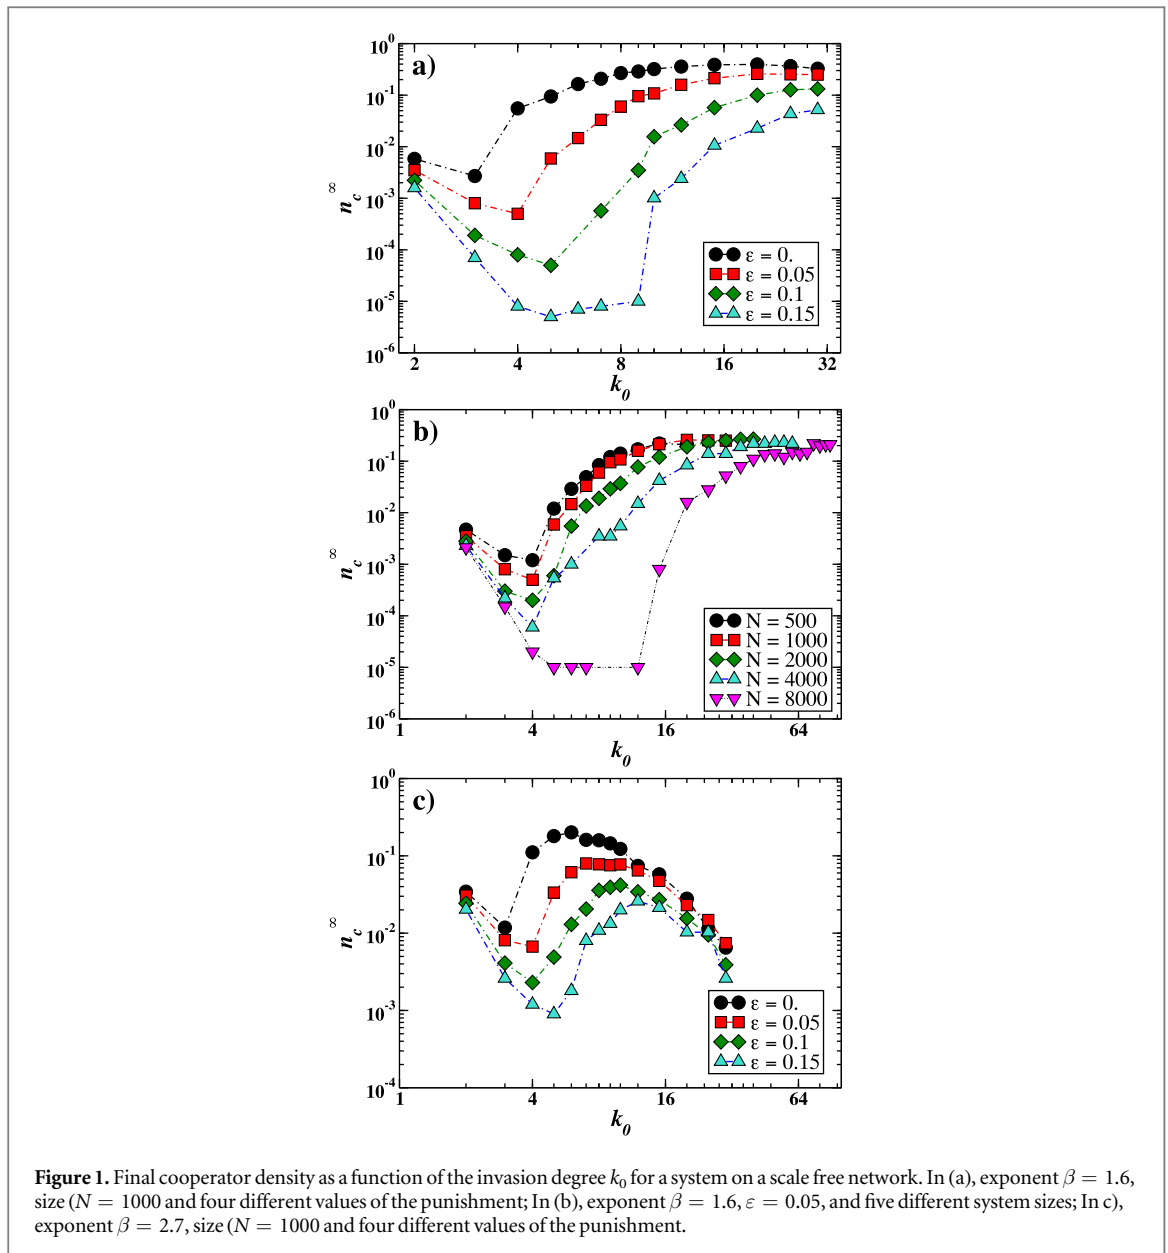 a)
10^0
10^-1
10^-2
10^-3
10^-4
10^-5
10^-6
n_c^∞
2 4 8 16 32
k_0
ε = 0.
ε = 0.05
ε = 0.1
ε = 0.15
b)
10^0
10^-1
10^-2
10^-3
10^-4
10^-5
10^-6
n_c^∞
1 4 16 64
k_0
N = 500
N = 1000
N = 2000
N = 4000
N = 8000
c)
10^0
10^-1
10^-2
10^-3
10^-4
n_c^∞
1 4 16 64
k_0
ε = 0.
ε = 0.05
ε = 0.1
ε = 0.15
Figure 1. Final cooperator density as a function of the invasion degree k_0 for a system on a scale free network. In (a), exponent β = 1.6,
size (N = 1000 and four different values of the punishment; In (b), exponent β = 1.6, ε = 0.05, and five different system sizes; In c),
exponent β = 2.7, size (N = 1000 and four different values of the punishment.